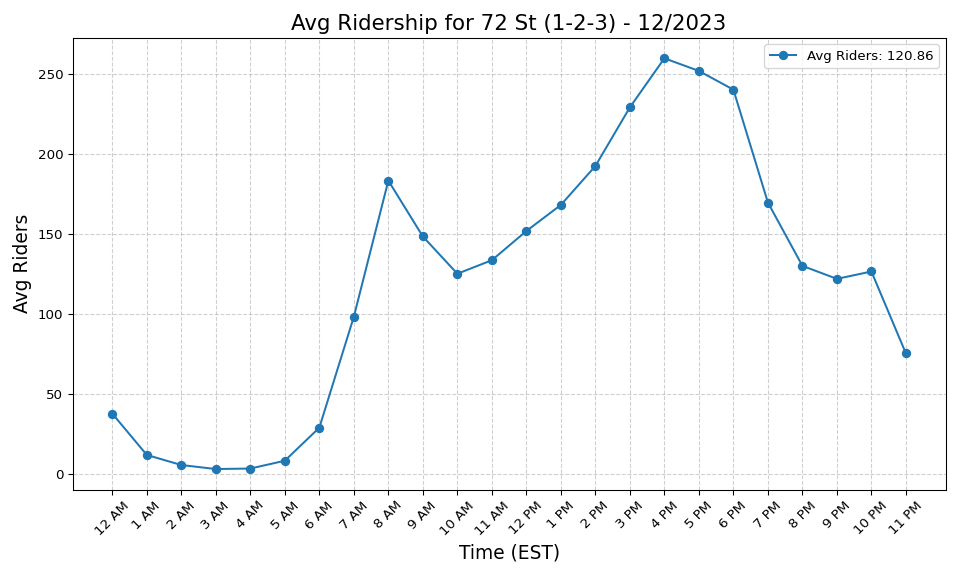 Avg Ridership for 72 St (1-2-3) - 12/2023
Avg Riders: 120.86
Avg Riders
250
200
150
100
50
0
12 AM
1 AM
2 AM
3 AM
4 AM
5 AM
6 AM
7 AM
8 AM
9 AM
10 AM
11 AM
12 PM
1 PM
2 PM
3 PM
4 PM
5 PM
6 PM
7 PM
8 PM
9 PM
10 PM
11 PM
Time (EST)